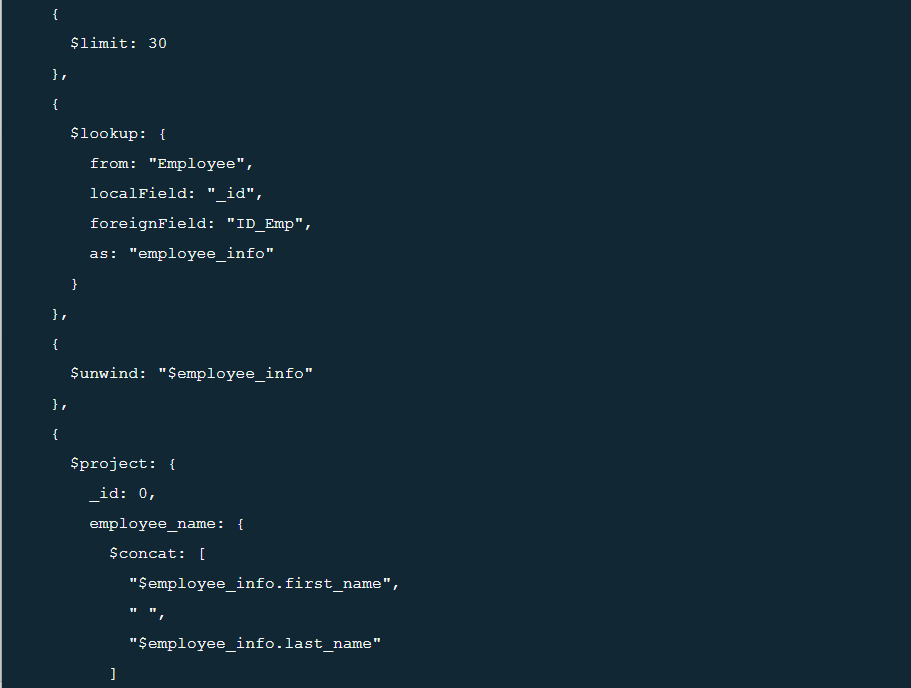 {
$limit: 30
},
{
$lookup: {
from: "Employee",
localField: "_id",
foreignField: "ID_Emp",
as: "employee_info"
}
},
{
$unwind: "$employee_info"
},
{
$project: {
_id: 0,
employee_name: {
$concat: [
"$employee_info.first_name",
" ",
"$employee_info.last_name"
]